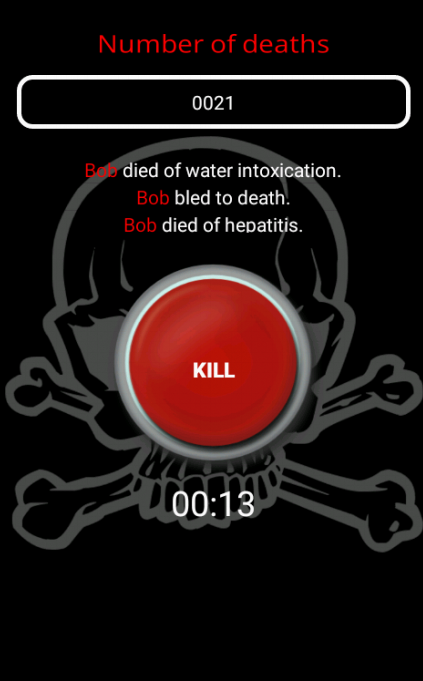 Number of deaths
0021
Bob died of water intoxication.
Bob bled to death.
Bob died of hepatitis.
KILL
00:13